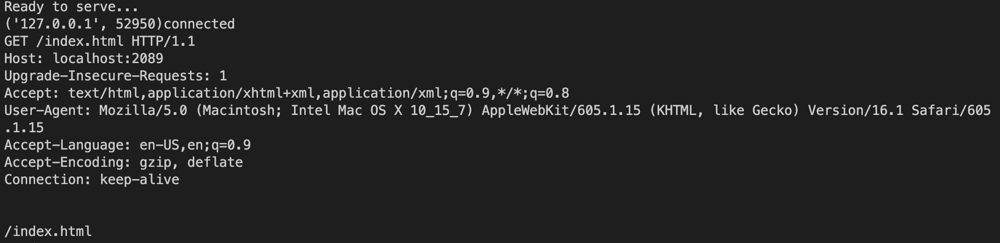 Ready to serve...
('127.0.0.1', 52950)connected
GET /index.html HTTP/1.1
Host: localhost:2089
Upgrade-Insecure-Requests: 1
Accept: text/html,application/xhtml+xml,application/xml;q=0.9,*/*;q=0.8
User-Agent: Mozilla/5.0 (Macintosh; Intel Mac OS X 10_15_7) AppleWebKit/605.1.15 (KHTML, like Gecko) Version/16.1 Safari/605
.1.15
Accept-Language: en-US,en;q=0.9
Accept-Encoding: gzip, deflate
Connection: keep-alive
/index.html